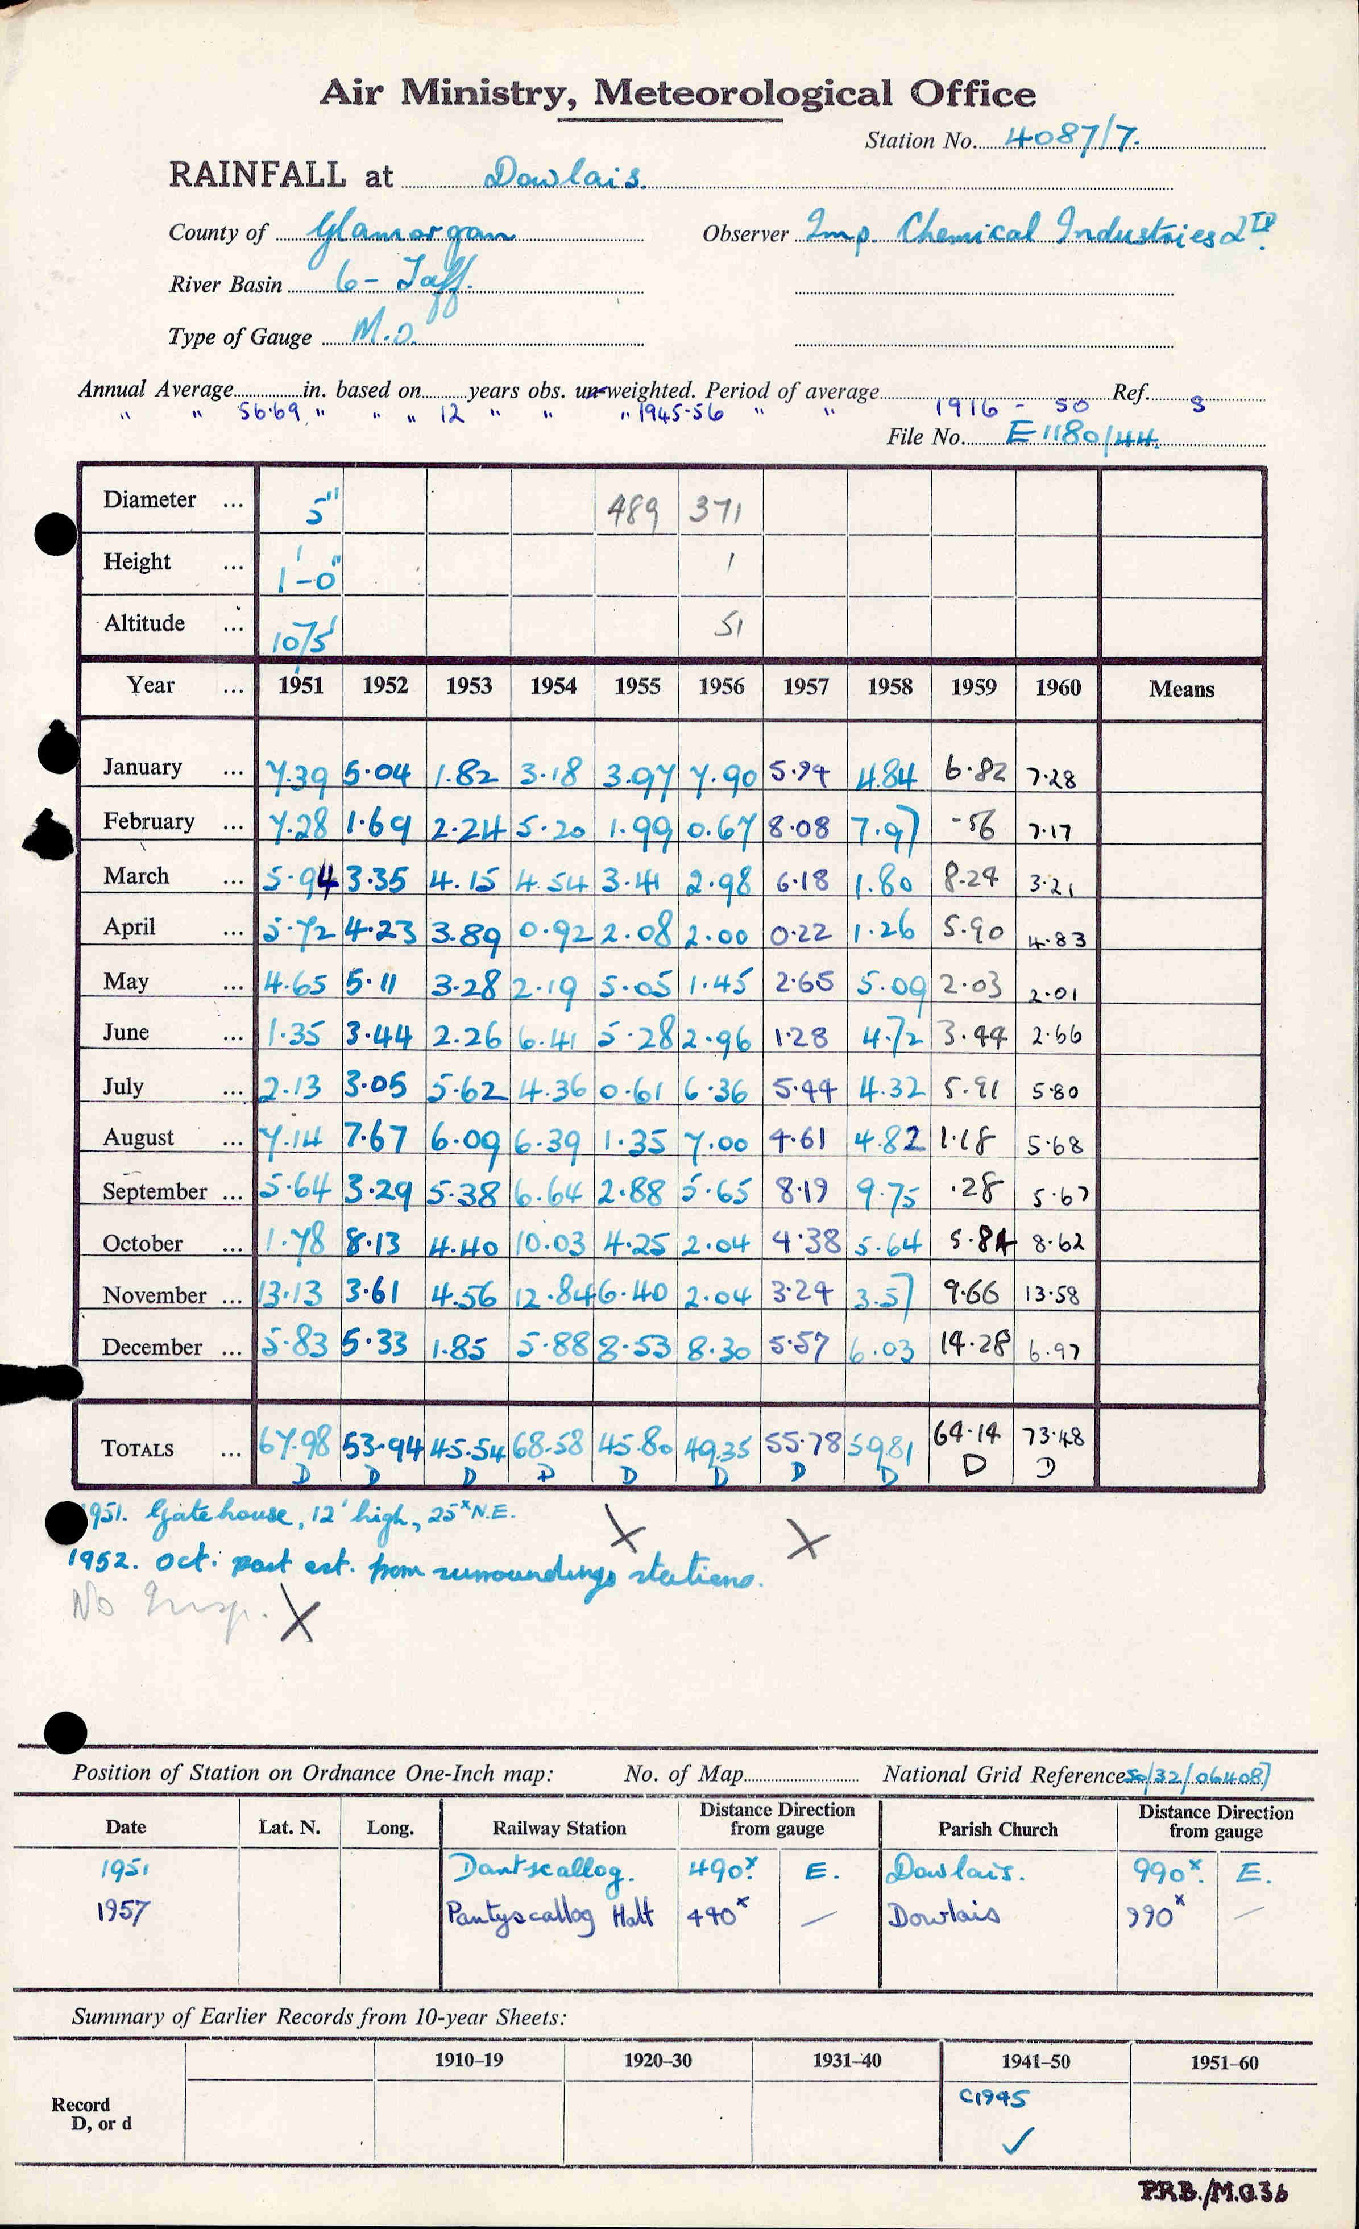 Air Ministry, Meteorological Office
Station No. 4087/7.
RAINFALL at Dowlais.
County of Glamorgan Observer Imp. Chemical Industries Ltd.
River Basin 6 - Taff.
Type of Gauge M.O.
Annual Average in. based on years obs. un-weighted. Period of average Ref.
" " 56.69 " " " 12 " " " 1945-56 " " 1916 - 50 S
File No. E1180/44.
Diameter ... 5" 489 371
Height ... 1'-0" 1
Altitude ... 1075' 51
Year ... 1951 1952 1953 1954 1955 1956 1957 1958 1959 1960 Means
January ... 7.39 5.04 1.82 3.18 3.97 7.90 5.94 4.84 6.82 7.28
February ... 7.28 1.69 2.24 5.20 1.99 0.67 8.08 7.97 -56 7.17
March ... 5.94 3.35 4.15 4.54 3.41 2.98 6.18 1.80 8.24 3.21
April ... 5.72 4.23 3.89 0.92 2.08 2.00 0.22 1.26 5.90 4.83
May ... 4.65 5.11 3.28 2.19 5.05 1.45 2.65 5.09 2.03 2.01
June ... 1.35 3.44 2.26 6.41 5.28 2.96 1.28 4.72 3.44 2.66
July ... 2.13 3.05 5.62 4.36 0.61 6.36 5.44 4.32 5.91 5.80
August ... 7.14 7.67 6.09 6.39 1.35 7.00 4.61 4.82 1.18 5.68
September ... 5.64 3.29 5.38 6.64 2.88 5.65 8.19 9.75 .28 5.67
October ... 1.78 8.13 4.40 10.03 4.25 2.04 4.38 5.64 5.84 8.62
November ... 13.13 3.61 4.56 12.84 6.40 2.04 3.24 3.57 9.66 13.58
December ... 5.83 5.33 1.85 5.88 8.53 8.30 5.57 6.03 14.28 6.97
TOTALS ... 67.98 53.94 45.54 68.58 45.80 49.35 55.78 59.81 64.14 73.48
D D D D D D D D D D
1951. Gatehouse, 12' high, 25x N.E. X X
1952. Oct: part est. from surroundings stations.
No Insp. X
Position of Station on Ordnance One-Inch map: No. of Map National Grid Reference SO/32/064087
Date Lat. N. Long. Railway Station Distance Direction from gauge Parish Church Distance Direction from gauge
1951 Dantscallog. 490x. E. Dowlais. 990x. E.
1957 Pantyscallog Halt 490x — Dowlais 990x —
Summary of Earlier Records from 10-year Sheets:
1910–19 1920–30 1931–40 1941–50 1951–60
Record D, or d C1945 ✓
P.R.B./M.O.36